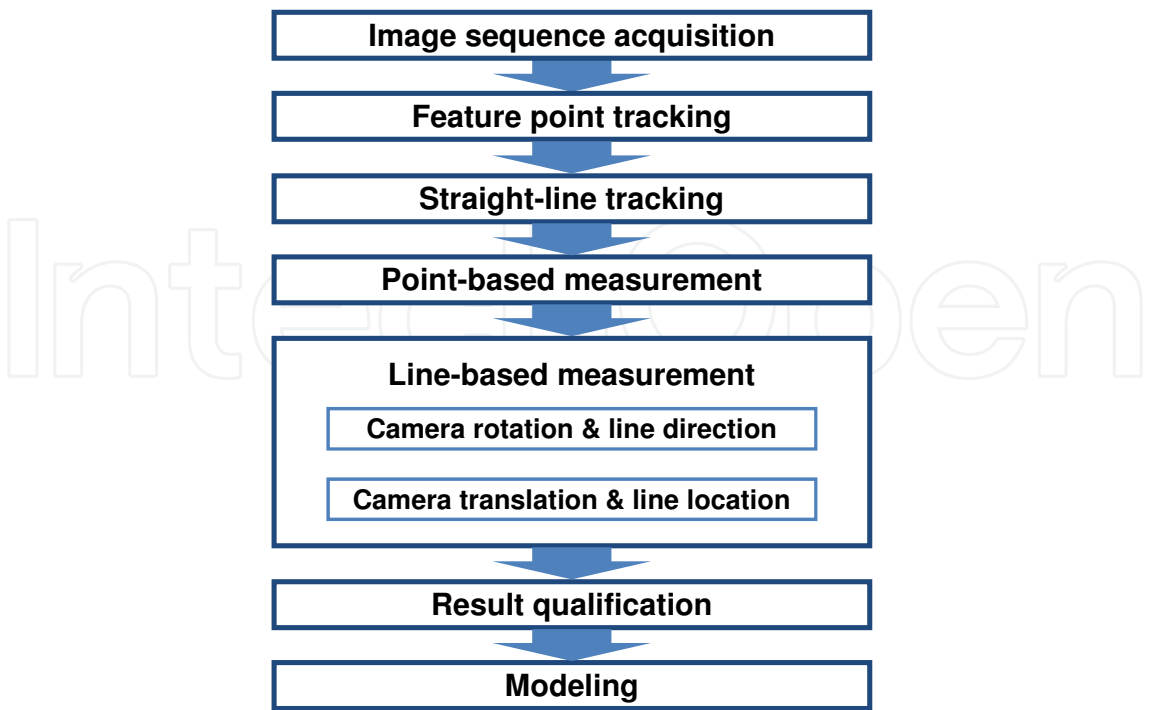 Image sequence acquisition
Feature point tracking
Straight-line tracking
IntechOpen
Point-based measurement
Line-based measurement
Camera rotation & line direction
Camera translation & line location
Result qualification
Modeling